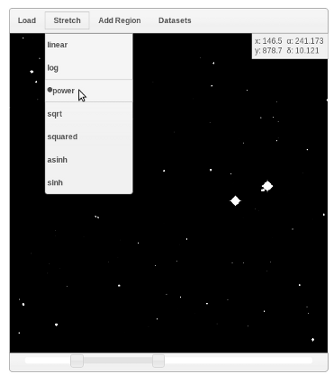 Load Stretch Add Region Datasets
x: 146.5 α: 241.173
y: 878.7 δ: 10.121
linear
log
power
sqrt
squared
asinh
sinh